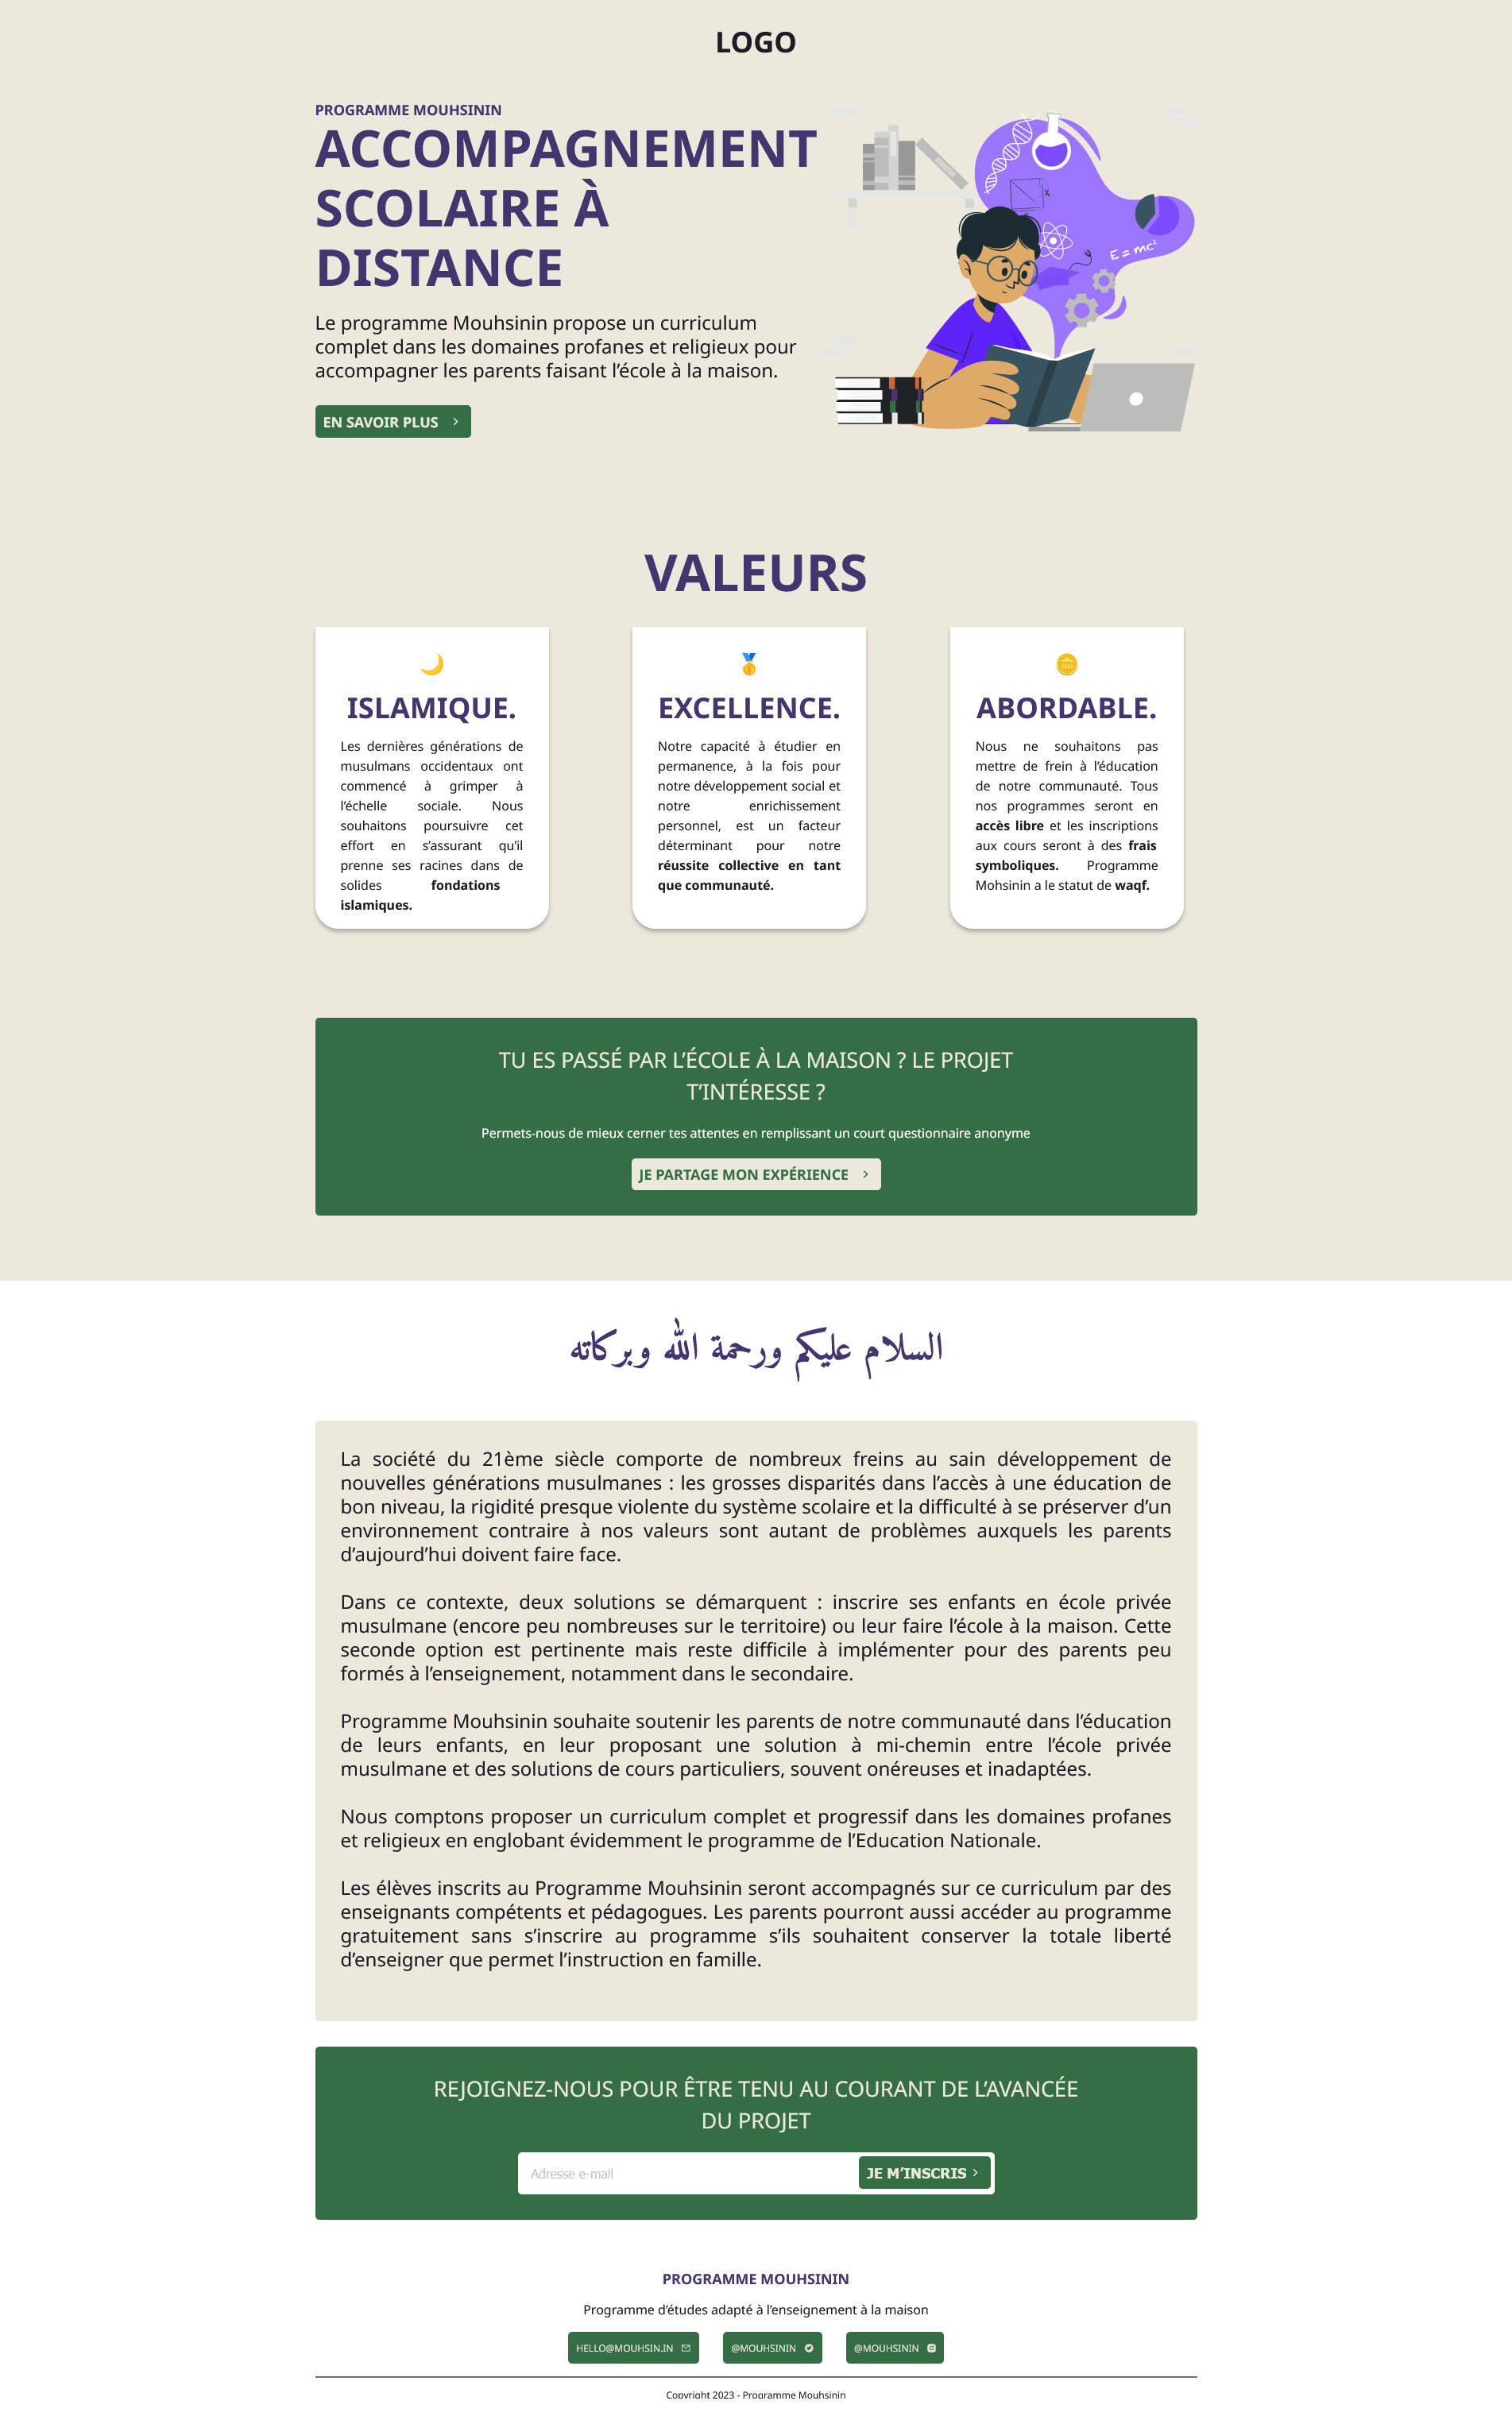 LOGO
PROGRAMME MOUHSININ
ACCOMPAGNEMENT
SCOLAIRE À
DISTANCE
Le programme Mouhsinin propose un curriculum
complet dans les domaines profanes et religieux pour
accompagner les parents faisant l’école à la maison.
EN SAVOIR PLUS
x
E = mc²
VALEURS
ISLAMIQUE.
Les dernières générations de
musulmans occidentaux ont
commencé à grimper à
l’échelle sociale. Nous
souhaitons poursuivre cet
effort en s’assurant qu’il
prenne ses racines dans de
solides fondations
islamiques.
EXCELLENCE.
Notre capacité à étudier en
permanence, à la fois pour
notre développement social et
notre enrichissement
personnel, est un facteur
déterminant pour notre
réussite collective en tant
que communauté.
ABORDABLE.
Nous ne souhaitons pas
mettre de frein à l’éducation
de notre communauté. Tous
nos programmes seront en
accès libre et les inscriptions
aux cours seront à des frais
symboliques. Programme
Mohsinin a le statut de waqf.
TU ES PASSÉ PAR L’ÉCOLE À LA MAISON ? LE PROJET
T’INTÉRESSE ?
Permets-nous de mieux cerner tes attentes en remplissant un court questionnaire anonyme
JE PARTAGE MON EXPÉRIENCE
السلام عليكم ورحمة الله وبركاته
La société du 21ème siècle comporte de nombreux freins au sain développement de
nouvelles générations musulmanes : les grosses disparités dans l’accès à une éducation de
bon niveau, la rigidité presque violente du système scolaire et la difficulté à se préserver d’un
environnement contraire à nos valeurs sont autant de problèmes auxquels les parents
d’aujourd’hui doivent faire face.
Dans ce contexte, deux solutions se démarquent : inscrire ses enfants en école privée
musulmane (encore peu nombreuses sur le territoire) ou leur faire l’école à la maison. Cette
seconde option est pertinente mais reste difficile à implémenter pour des parents peu
formés à l’enseignement, notamment dans le secondaire.
Programme Mouhsinin souhaite soutenir les parents de notre communauté dans l’éducation
de leurs enfants, en leur proposant une solution à mi-chemin entre l’école privée
musulmane et des solutions de cours particuliers, souvent onéreuses et inadaptées.
Nous comptons proposer un curriculum complet et progressif dans les domaines profanes
et religieux en englobant évidemment le programme de l’Education Nationale.
Les élèves inscrits au Programme Mouhsinin seront accompagnés sur ce curriculum par des
enseignants compétents et pédagogues. Les parents pourront aussi accéder au programme
gratuitement sans s’inscrire au programme s’ils souhaitent conserver la totale liberté
d’enseigner que permet l’instruction en famille.
REJOIGNEZ-NOUS POUR ÊTRE TENU AU COURANT DE L’AVANCÉE
DU PROJET
Adresse e-mail
JE M’INSCRIS
PROGRAMME MOUHSININ
Programme d’études adapté à l’enseignement à la maison
HELLO@MOUHSIN.IN
@MOUHSININ
@MOUHSININ
Copyright 2023 - Programme Mouhsinin